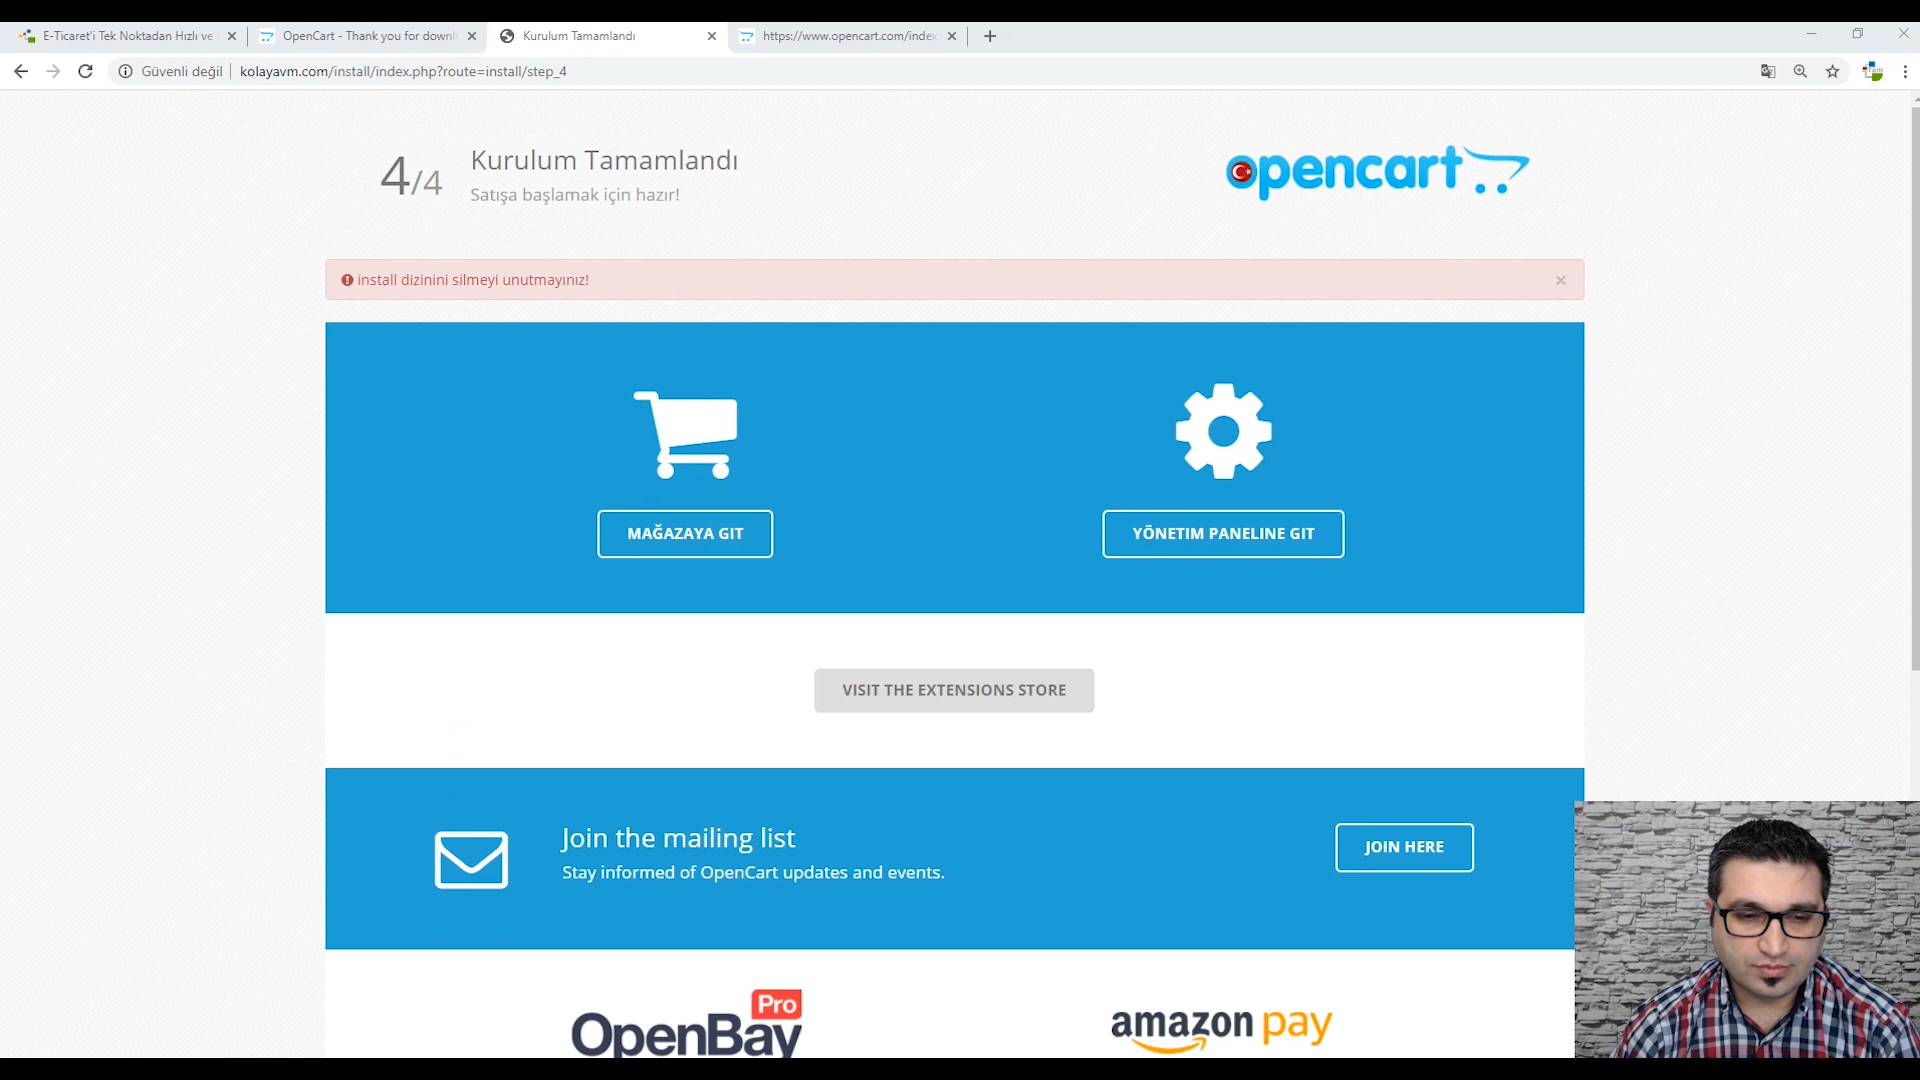 E-Ticaret'i Tek Noktadan Hızlı ve
OpenCart - Thank you for downl
Kurulum Tamamlandı
https://www.opencart.com/index
Güvenli değil
kolayavm.com/install/index.php?route=install/step_4
4/4
Kurulum Tamamlandı
Satışa başlamak için hazır!
opencart
install dizinini silmeyi unutmayınız!
MAĞAZAYA GIT
YÖNETIM PANELINE GIT
VISIT THE EXTENSIONS STORE
Join the mailing list
Stay informed of OpenCart updates and events.
JOIN HERE
OpenBay Pro
amazon pay